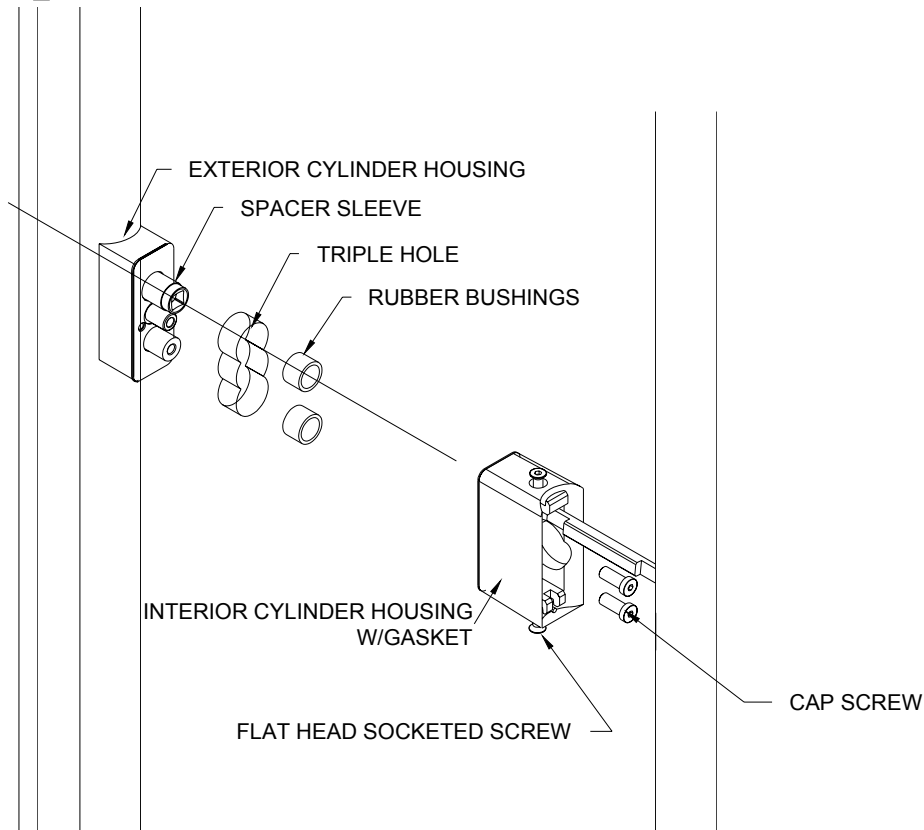 EXTERIOR CYLINDER HOUSING
SPACER SLEEVE
TRIPLE HOLE
RUBBER BUSHINGS
INTERIOR CYLINDER HOUSING
W/GASKET
CAP SCREW
FLAT HEAD SOCKETED SCREW